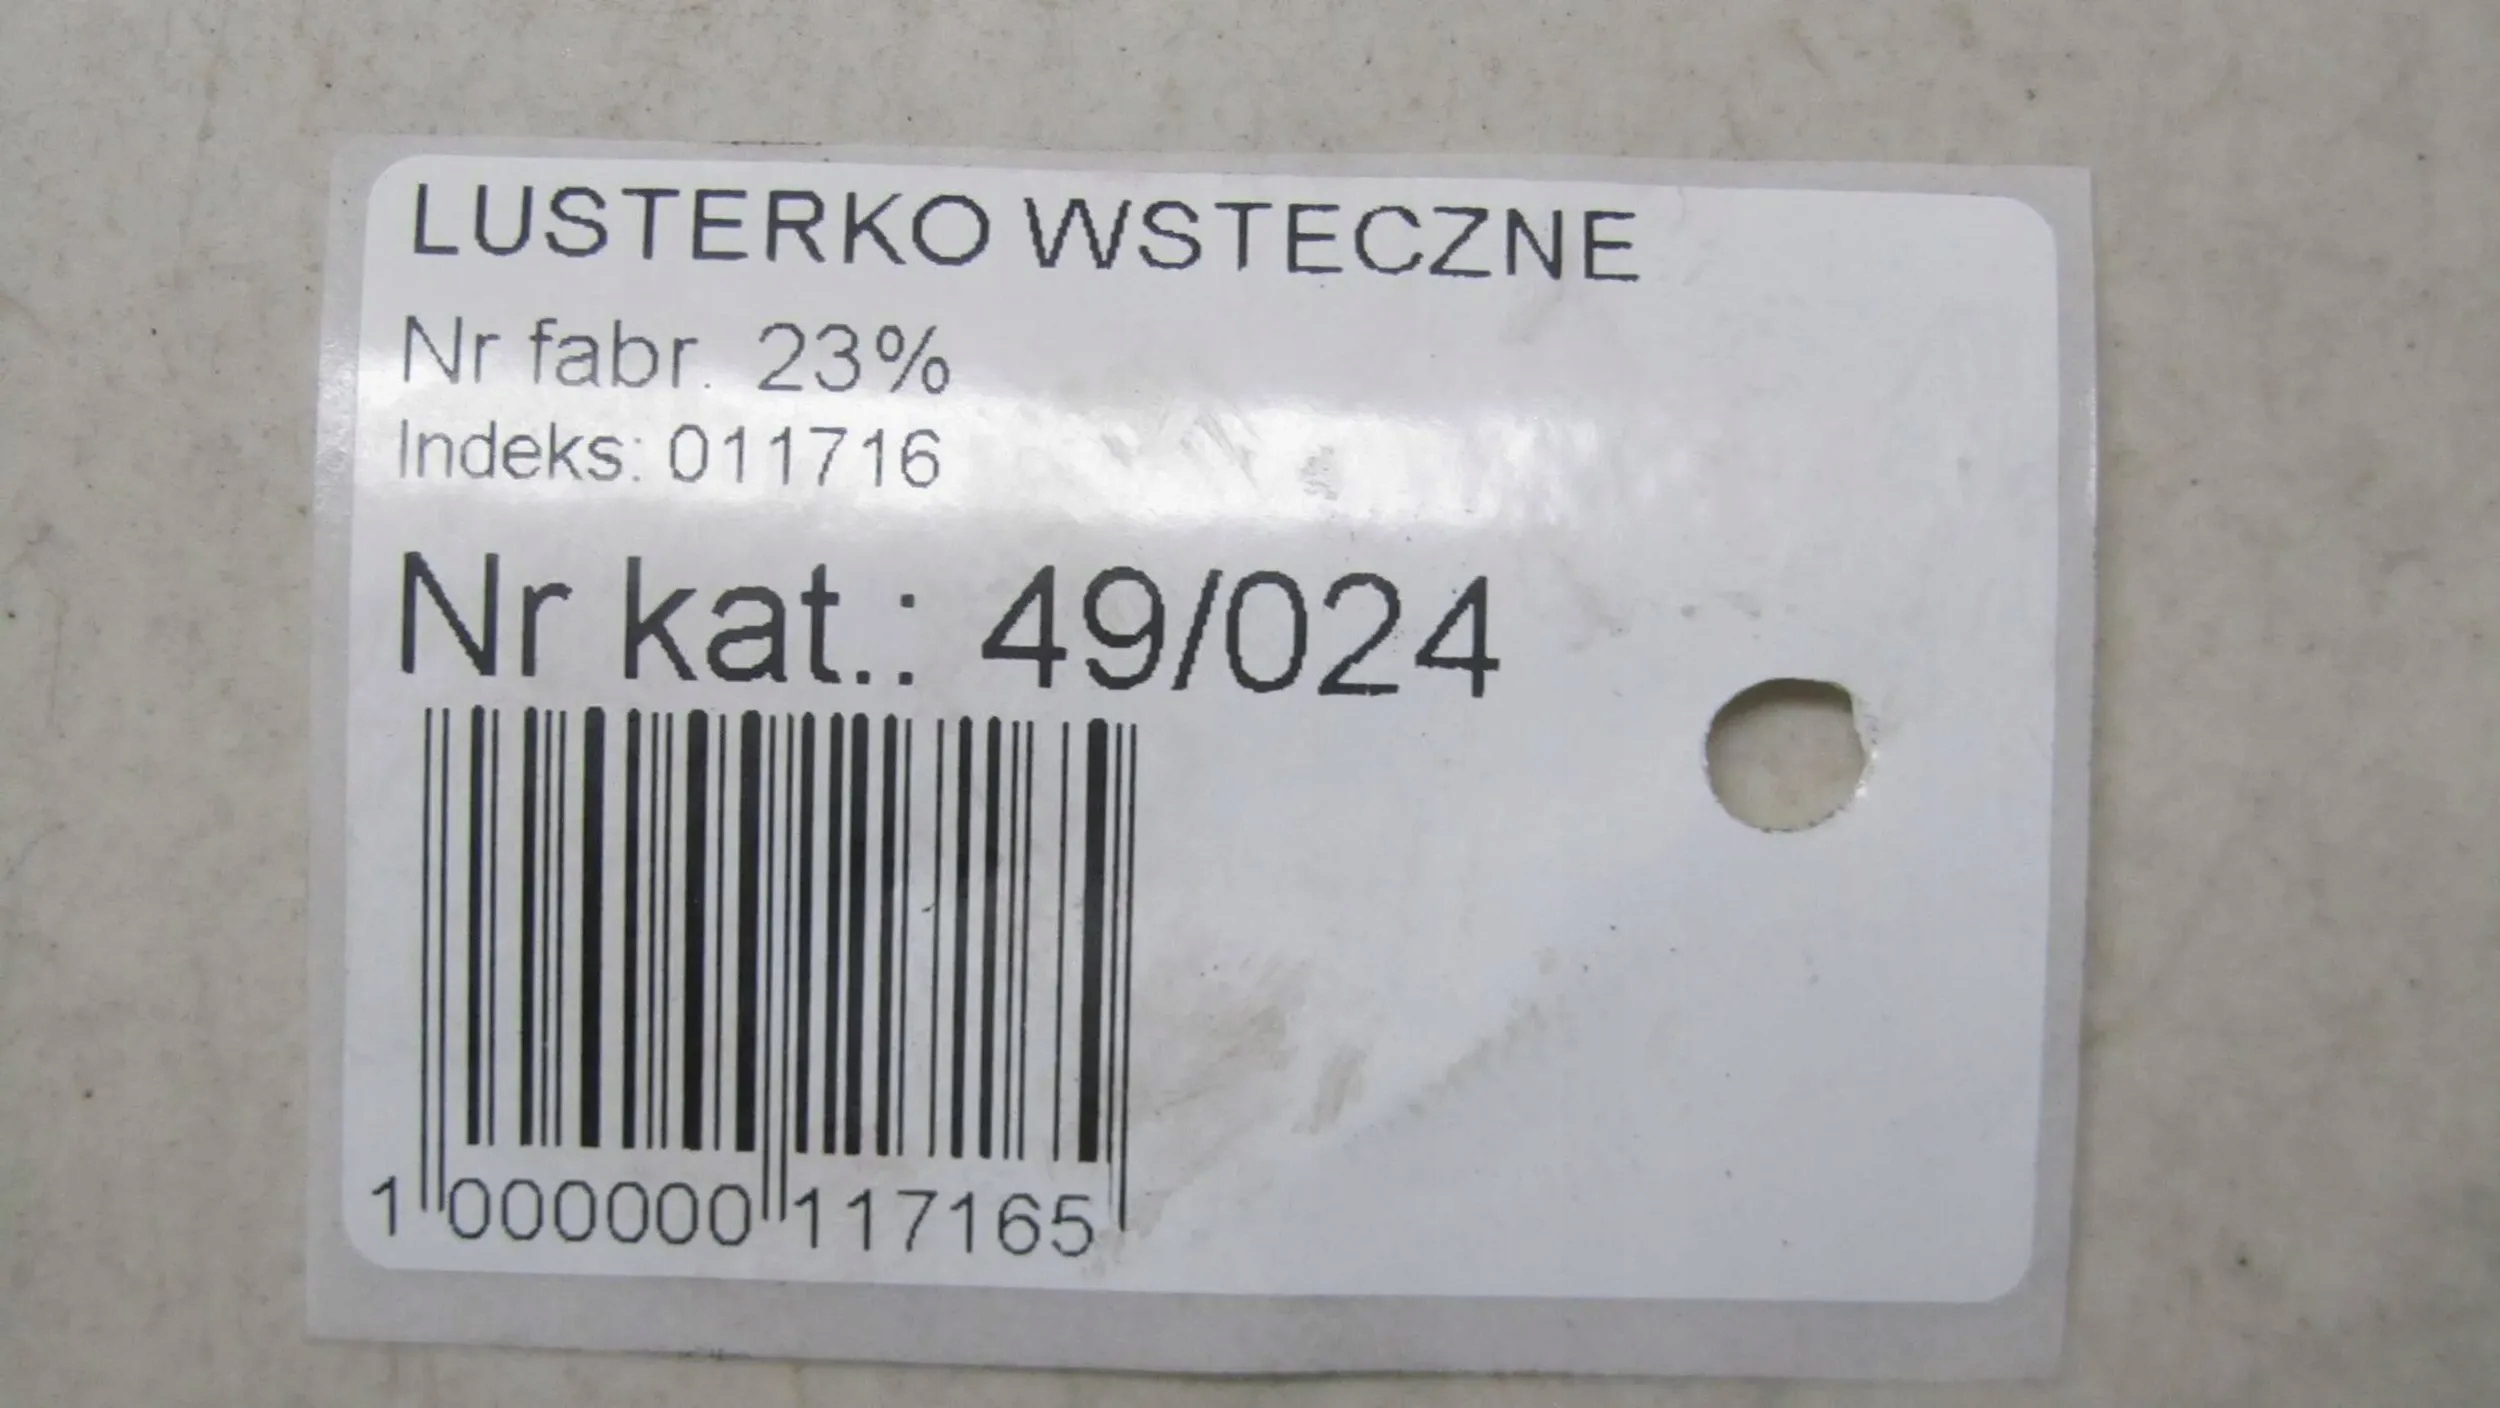 LUSTERKO WSTECZNE
Nr fabr. 23%
Indeks: 011716
Nr kat.: 49/024
1 000000 117165